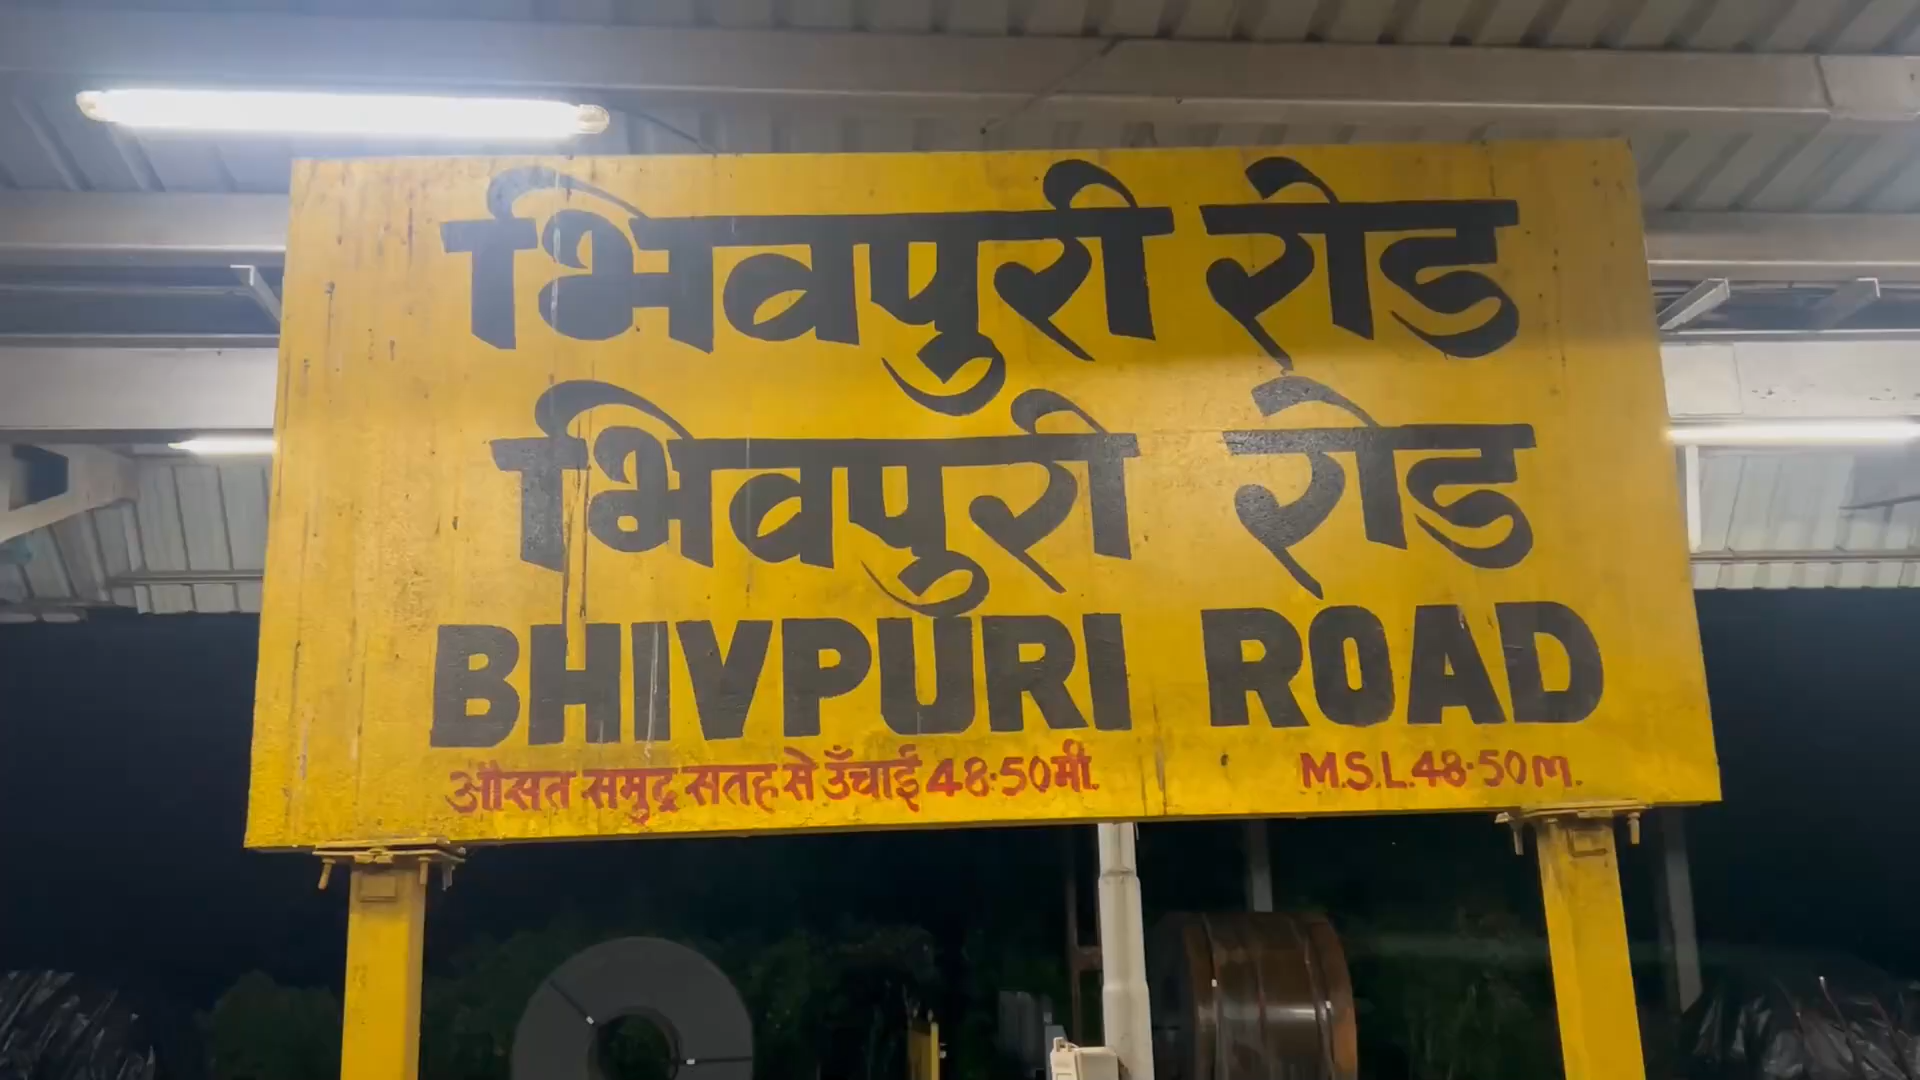 भिवपुरी रोड
भिवपुरी रोड
BHIVPURI ROAD
औसत समुद्र सतह से उँचाई 48.50मी. M.S.L.48.50m.